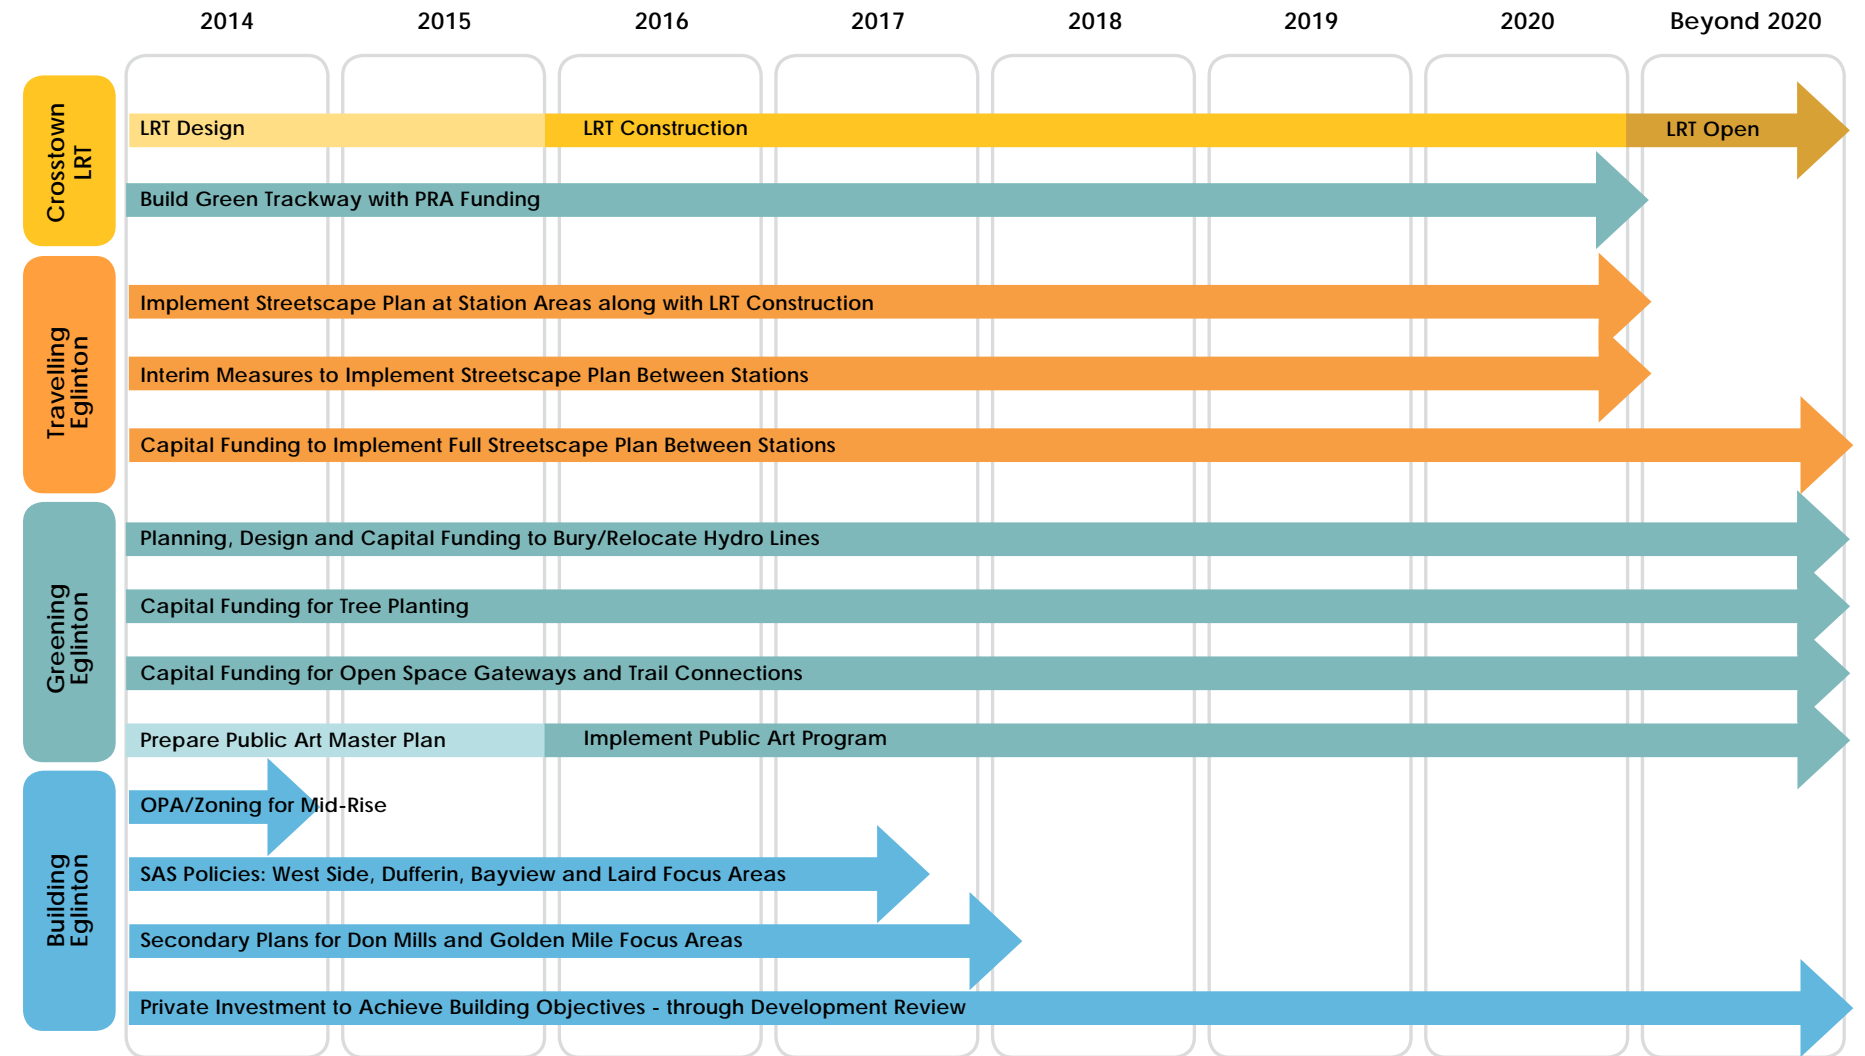 2014 2015 2016 2017 2018 2019 2020 Beyond 2020
Crosstown
LRT
LRT Design LRT Construction LRT Open
Build Green Trackway with PRA Funding
Travelling
Eglinton
Implement Streetscape Plan at Station Areas along with LRT Construction
Interim Measures to Implement Streetscape Plan Between Stations
Capital Funding to Implement Full Streetscape Plan Between Stations
Greening
Eglinton
Planning, Design and Capital Funding to Bury/Relocate Hydro Lines
Capital Funding for Tree Planting
Capital Funding for Open Space Gateways and Trail Connections
Prepare Public Art Master Plan Implement Public Art Program
Building
Eglinton
OPA/Zoning for Mid-Rise
SAS Policies: West Side, Dufferin, Bayview and Laird Focus Areas
Secondary Plans for Don Mills and Golden Mile Focus Areas
Private Investment to Achieve Building Objectives - through Development Review